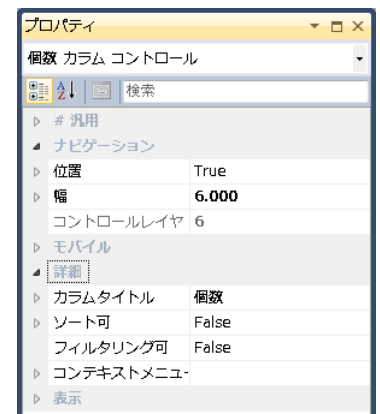 プロパティ
個数 カラム コントロール
検索
# 汎用
ナビゲーション
位置 True
幅 6.000
コントロールレイヤ 6
モバイル
詳細
カラムタイトル 個数
ソート可 False
フィルタリング可 False
コンテキストメニュー
表示